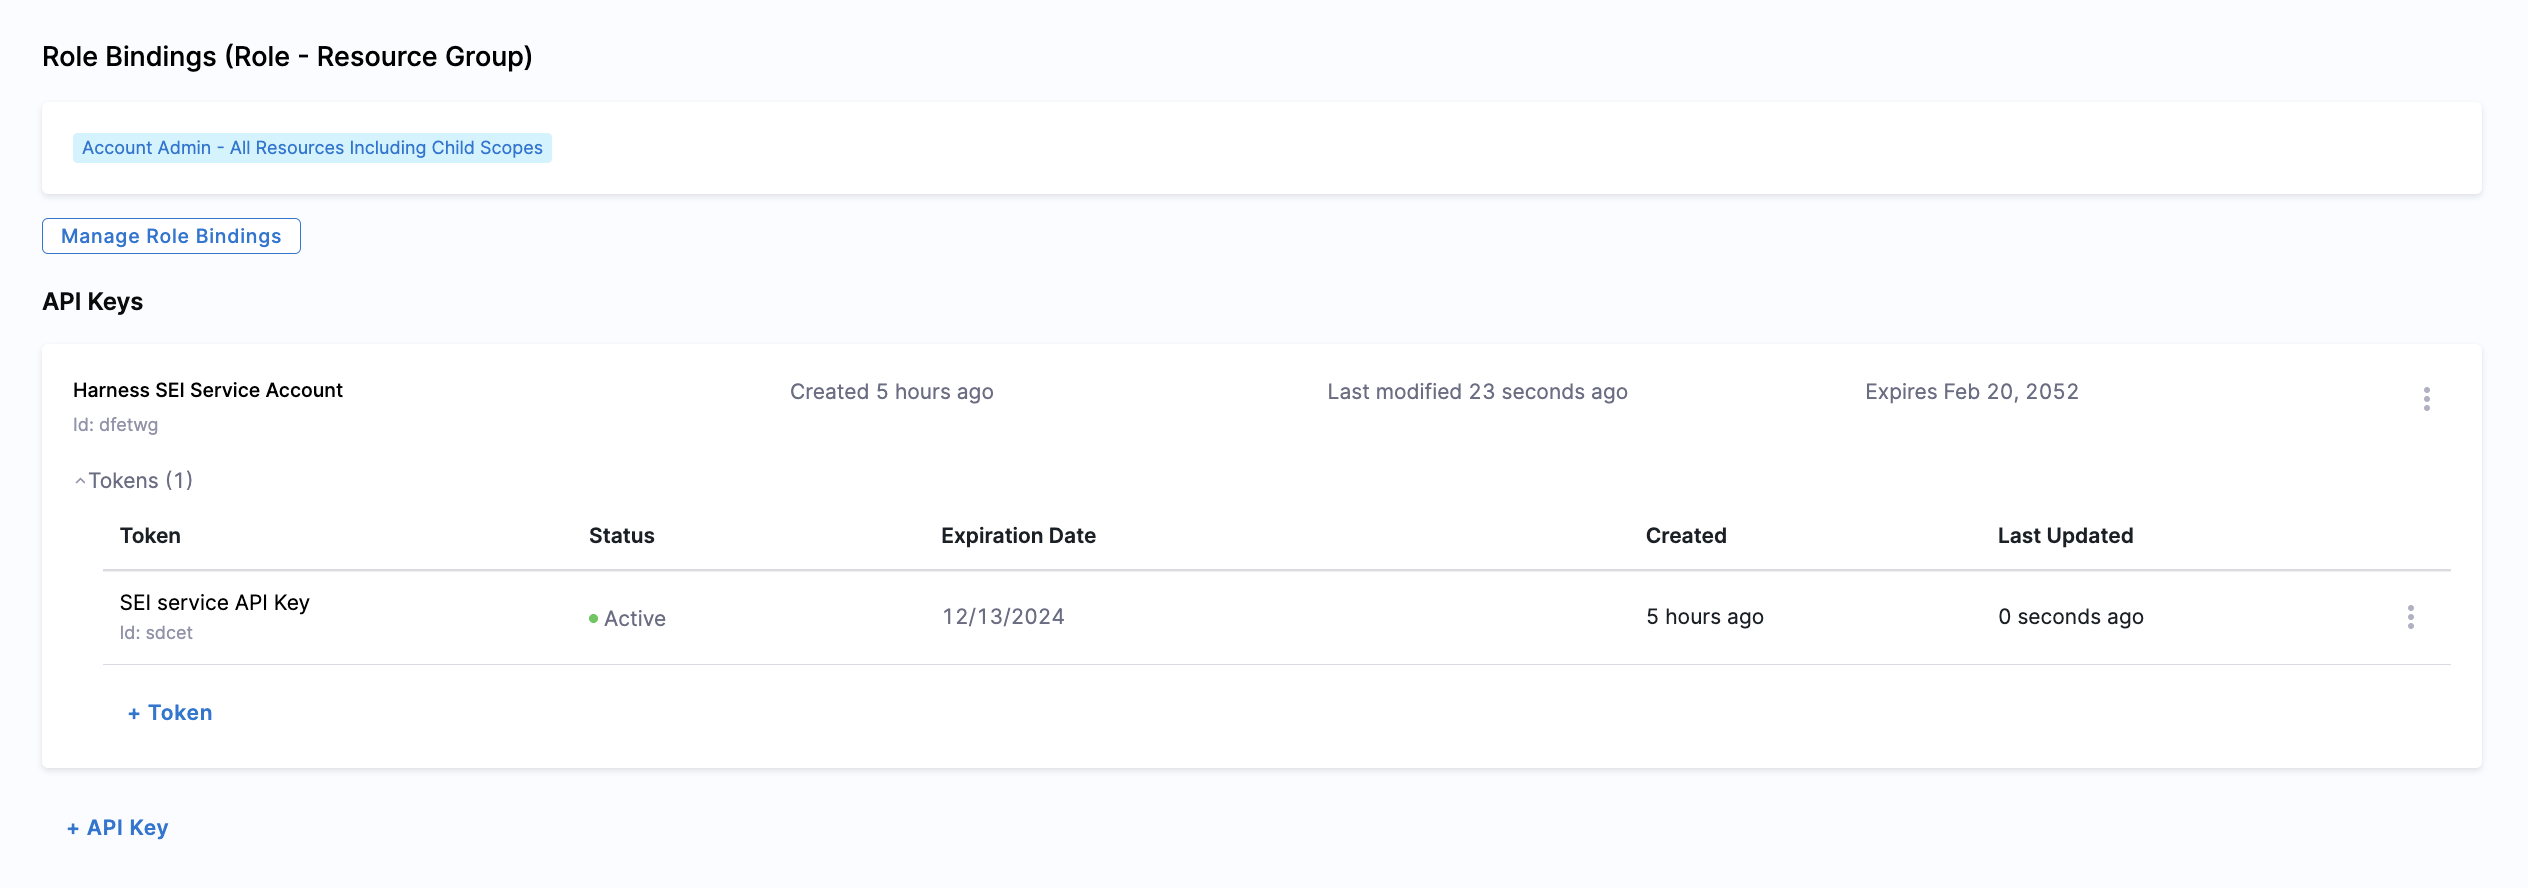 Role Bindings (Role - Resource Group)
Account Admin - All Resources Including Child Scopes
Manage Role Bindings
API Keys
Harness SEI Service Account Created 5 hours ago Last modified 23 seconds ago Expires Feb 20, 2052
Id: dfetwg
Tokens (1)
Token Status Expiration Date Created Last Updated
SEI service API Key Active 12/13/2024 5 hours ago 0 seconds ago
Id: sdcet
+ Token
+ API Key